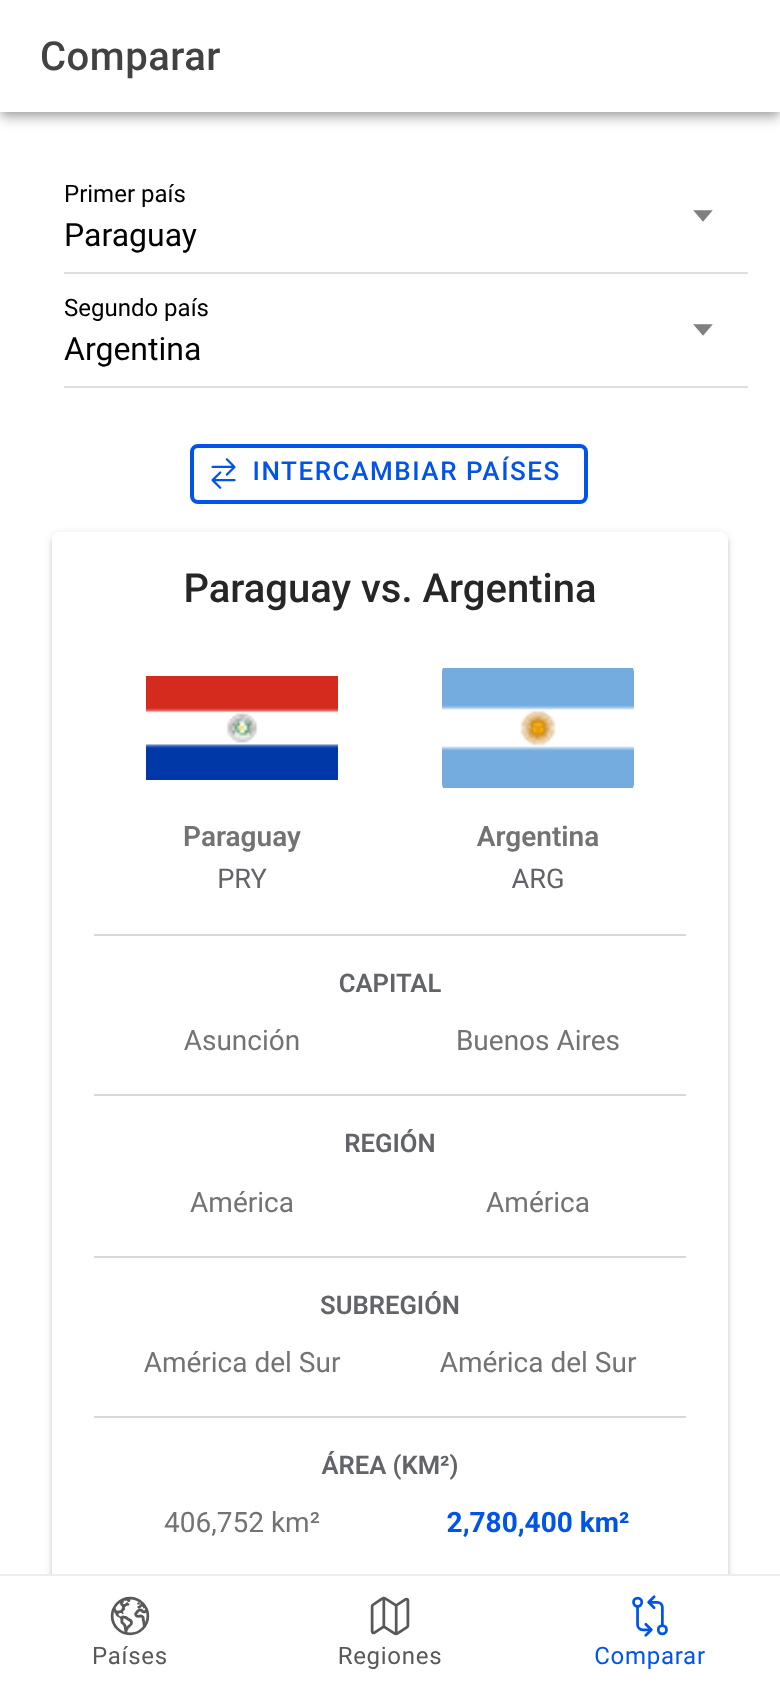 Comparar
Primer país
Paraguay
Segundo país
Argentina
INTERCAMBIAR PAÍSES
Paraguay vs. Argentina
Paraguay Argentina
PRY ARG
CAPITAL
Asunción Buenos Aires
REGIÓN
América América
SUBREGIÓN
América del Sur América del Sur
ÁREA (KM²)
406,752 km² 2,780,400 km²
Países Regiones Comparar